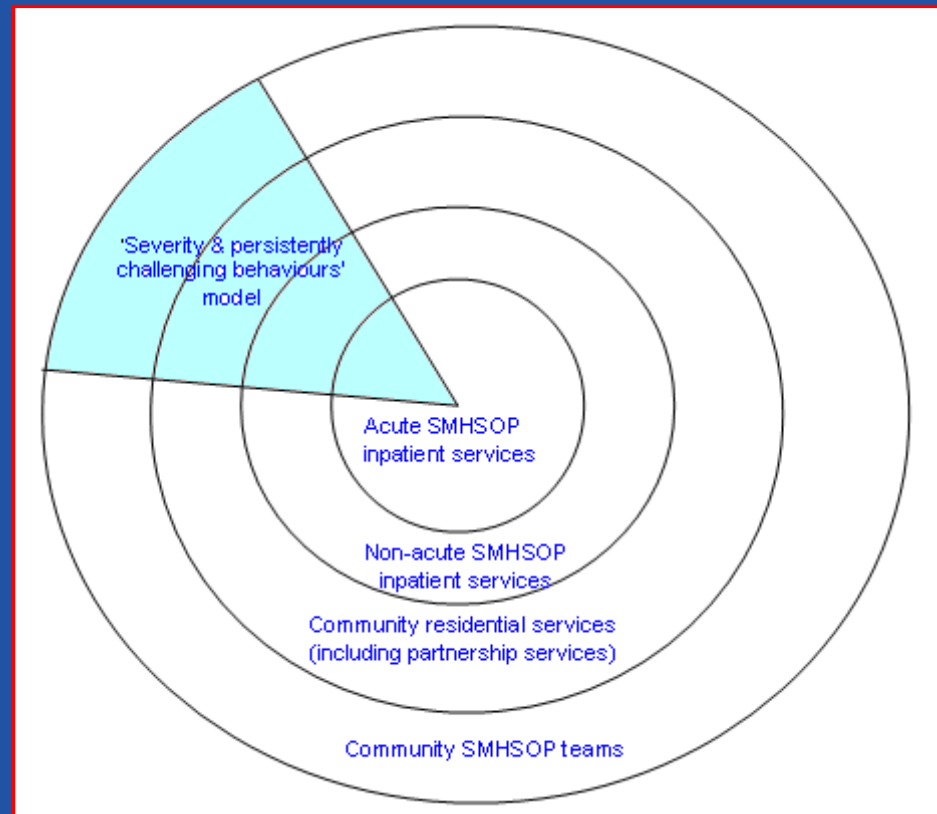 'Severity & persistently
challenging behaviours'
model
Acute SMHSOP
inpatient services
Non-acute SMHSOP
inpatient services
Community residential services
(including partnership services)
Community SMHSOP teams